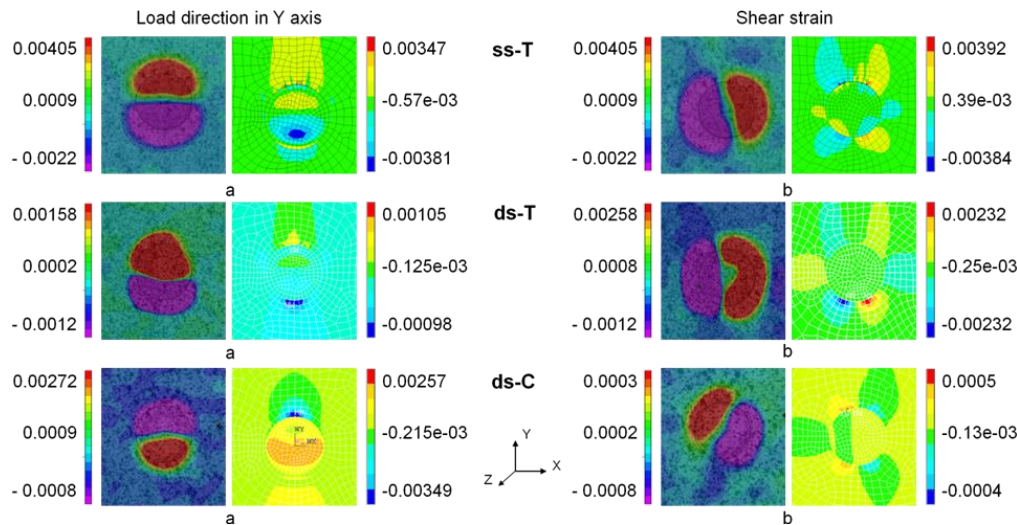 Load direction in Y axis
Shear strain
0.00405
0.0009
- 0.0022
0.00347
-0.57e-03
-0.00381
a
ss-T
0.00405
0.0009
- 0.0022
0.00392
0.39e-03
-0.00384
b
0.00158
0.0002
- 0.0012
0.00105
-0.125e-03
-0.00098
a
ds-T
0.00258
0.0008
- 0.0012
0.00232
-0.25e-03
-0.00232
b
0.00272
0.0009
- 0.0008
MY
MX
0.00257
-0.215e-03
-0.00349
a
ds-C
Y
X
Z
0.0003
0.0002
- 0.0008
0.0005
-0.13e-03
-0.0004
b